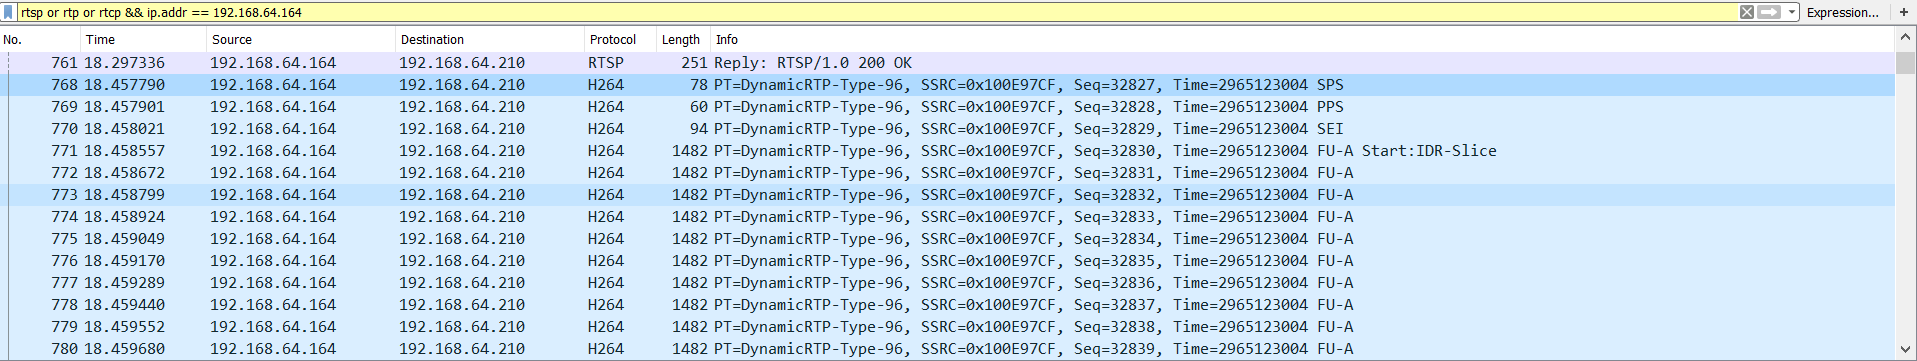 rtsp or rtp or rtcp && ip.addr == 192.168.64.164 Expression... +
No. Time Source Destination Protocol Length Info
761 18.297336 192.168.64.164 192.168.64.210 RTSP 251 Reply: RTSP/1.0 200 OK
768 18.457790 192.168.64.164 192.168.64.210 H264 78 PT=DynamicRTP-Type-96, SSRC=0x100E97CF, Seq=32827, Time=2965123004 SPS
769 18.457901 192.168.64.164 192.168.64.210 H264 60 PT=DynamicRTP-Type-96, SSRC=0x100E97CF, Seq=32828, Time=2965123004 PPS
770 18.458021 192.168.64.164 192.168.64.210 H264 94 PT=DynamicRTP-Type-96, SSRC=0x100E97CF, Seq=32829, Time=2965123004 SEI
771 18.458557 192.168.64.164 192.168.64.210 H264 1482 PT=DynamicRTP-Type-96, SSRC=0x100E97CF, Seq=32830, Time=2965123004 FU-A Start:IDR-Slice
772 18.458672 192.168.64.164 192.168.64.210 H264 1482 PT=DynamicRTP-Type-96, SSRC=0x100E97CF, Seq=32831, Time=2965123004 FU-A
773 18.458799 192.168.64.164 192.168.64.210 H264 1482 PT=DynamicRTP-Type-96, SSRC=0x100E97CF, Seq=32832, Time=2965123004 FU-A
774 18.458924 192.168.64.164 192.168.64.210 H264 1482 PT=DynamicRTP-Type-96, SSRC=0x100E97CF, Seq=32833, Time=2965123004 FU-A
775 18.459049 192.168.64.164 192.168.64.210 H264 1482 PT=DynamicRTP-Type-96, SSRC=0x100E97CF, Seq=32834, Time=2965123004 FU-A
776 18.459170 192.168.64.164 192.168.64.210 H264 1482 PT=DynamicRTP-Type-96, SSRC=0x100E97CF, Seq=32835, Time=2965123004 FU-A
777 18.459289 192.168.64.164 192.168.64.210 H264 1482 PT=DynamicRTP-Type-96, SSRC=0x100E97CF, Seq=32836, Time=2965123004 FU-A
778 18.459440 192.168.64.164 192.168.64.210 H264 1482 PT=DynamicRTP-Type-96, SSRC=0x100E97CF, Seq=32837, Time=2965123004 FU-A
779 18.459552 192.168.64.164 192.168.64.210 H264 1482 PT=DynamicRTP-Type-96, SSRC=0x100E97CF, Seq=32838, Time=2965123004 FU-A
780 18.459680 192.168.64.164 192.168.64.210 H264 1482 PT=DynamicRTP-Type-96, SSRC=0x100E97CF, Seq=32839, Time=2965123004 FU-A